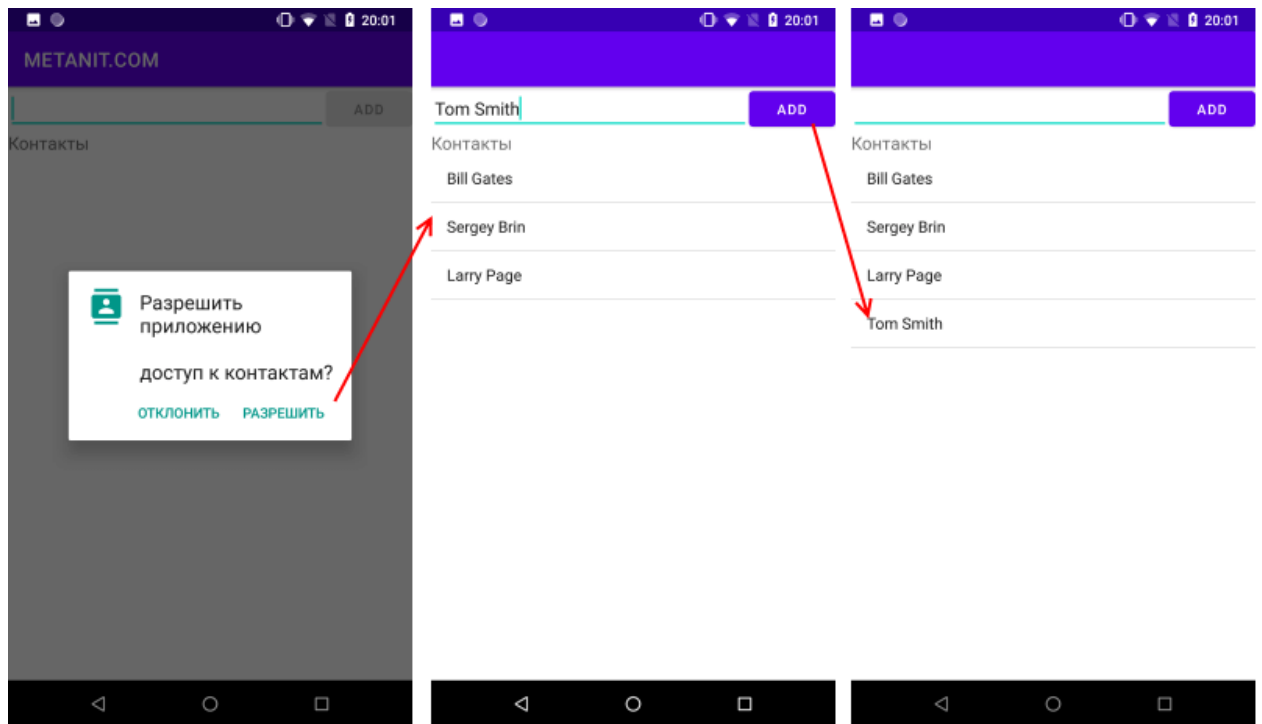 20:01
METANIT.COM
ADD
Контакты
Разрешить
приложению
доступ к контактам?
ОТКЛОНИТЬ РАЗРЕШИТЬ
20:01
Tom Smith ADD
Контакты
Bill Gates
Sergey Brin
Larry Page
20:01
ADD
Контакты
Bill Gates
Sergey Brin
Larry Page
Tom Smith